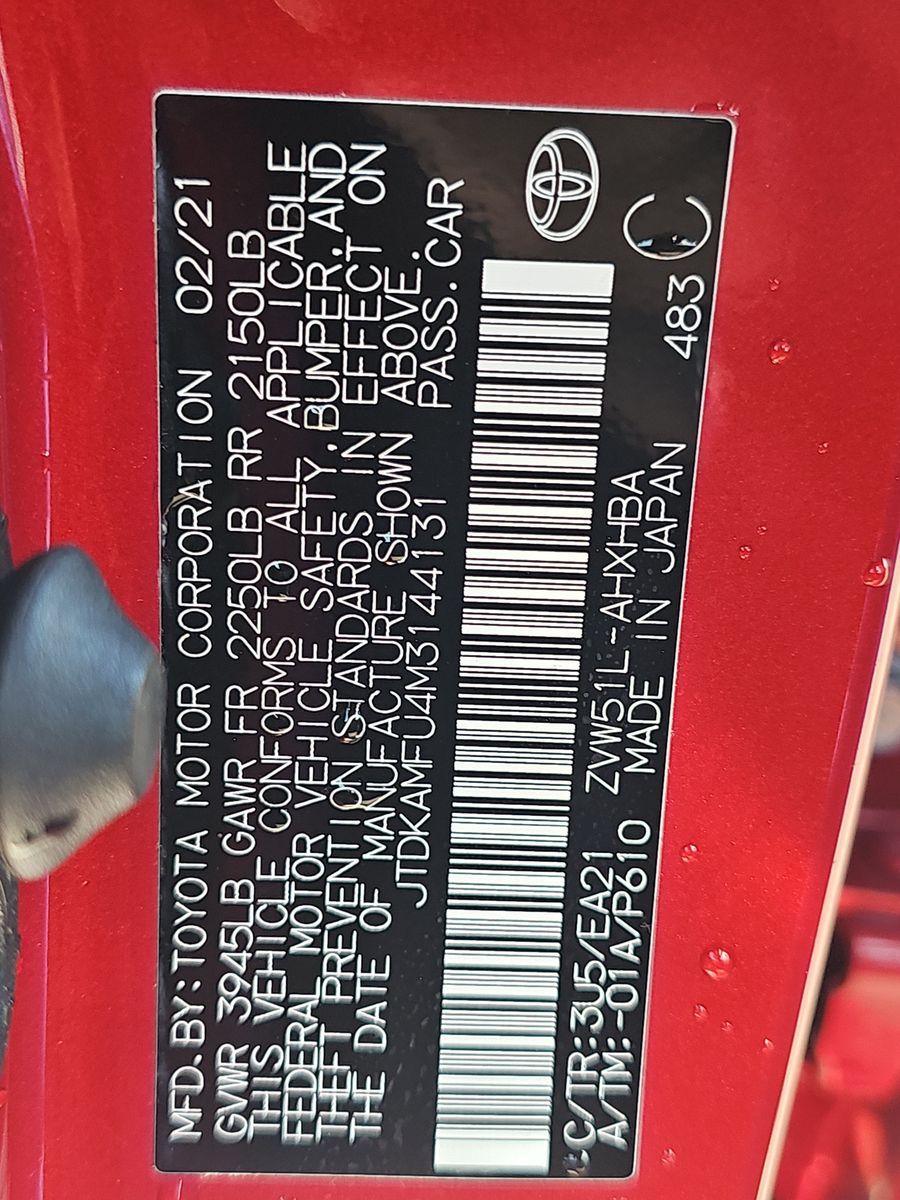 MFD.BY:TOYOTA MOTOR CORPORATION 02/21
GVWR 3945LB GAWR FR 2250LB RR 2150LB
THIS VEHICLE CONFORMS TO ALL APPLICABLE
FEDERAL MOTOR VEHICLE SAFETY,BUMPER,AND
THEFT PREVENTION STANDARDS IN EFFECT ON
THE DATE OF MANUFACTURE SHOWN ABOVE.
JTDKAMFU4M3144131 PASS.CAR
C/TR:3U5/EA21 ZVW51L-AHXHBA
A/TM:-01A/P610 MADE IN JAPAN 483 C